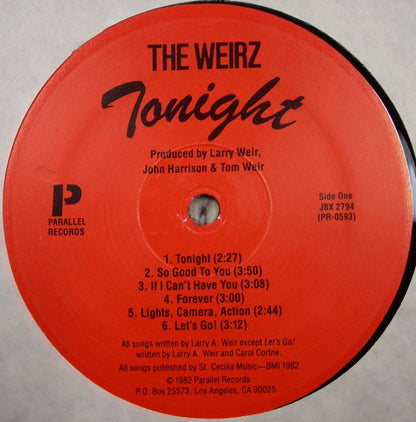 THE WEIRZ
Tonight
Produced by Larry Weir,
John Harrison & Tom Weir
P
PARALLEL
RECORDS
Side One
JBX 2794
(PR-0593)
1. Tonight (2:27)
2. So Good To You (3:50)
3. If I Can't Have You (3:08)
4. Forever (3:00)
5. Lights, Camera, Action (2:44)
6. Let's Go! (3:12)
All songs written by Larry A. Weir except Let's Go!
written by Larry A. Weir and Carol Cortne.
All songs published by St. Cecilia Music—BMI 1982
© 1982 Parallel Records
P.O. Box 25573, Los Angeles, CA 90025